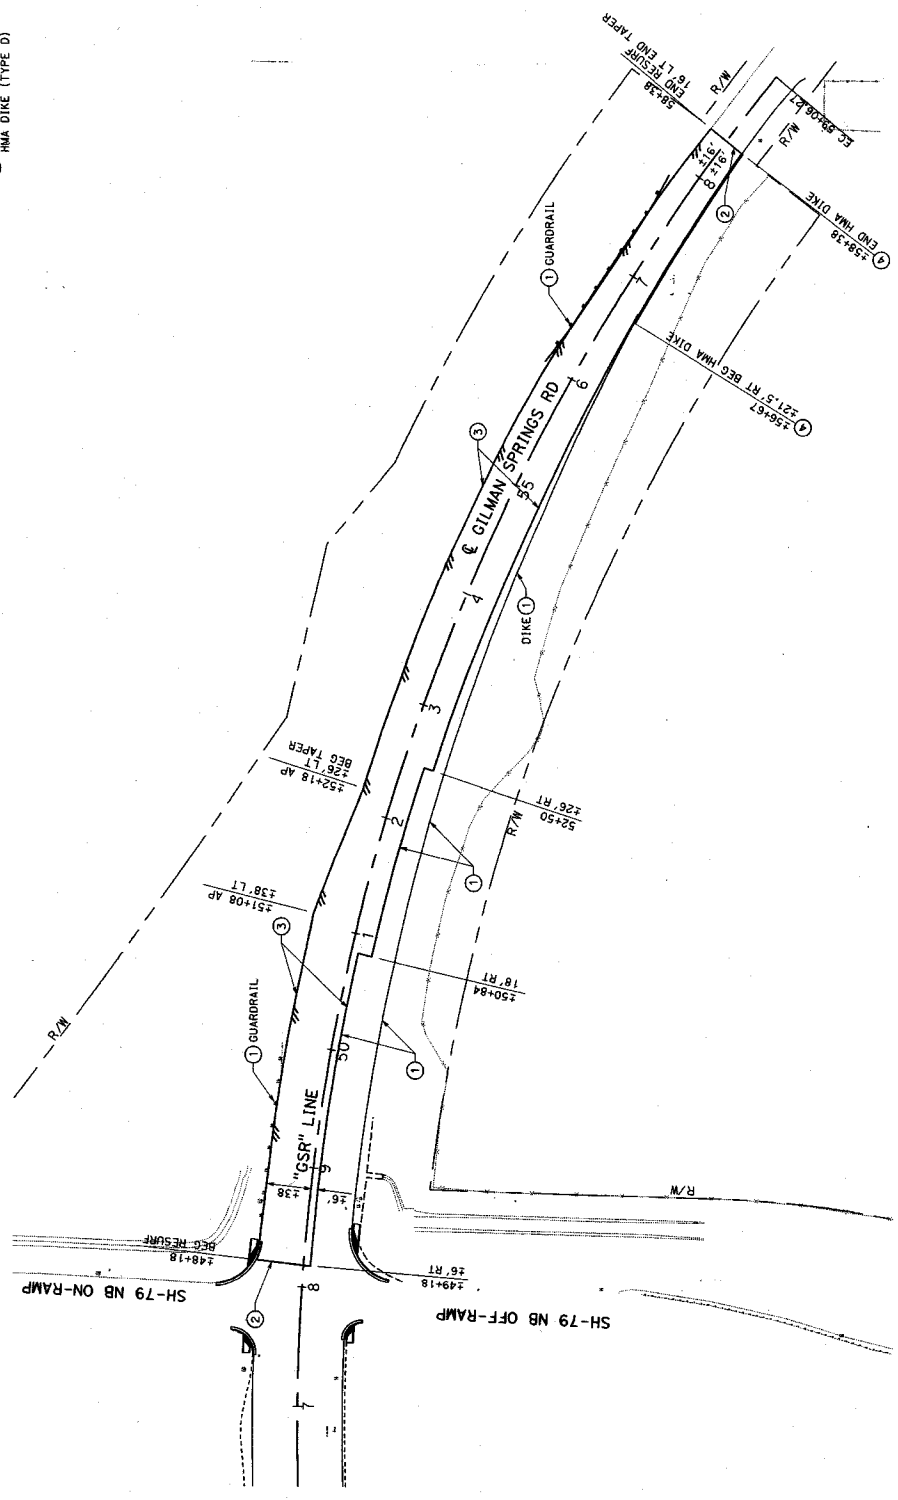 HMA DIKE (TYPE D)
16' LT END TAPER
END RESURF
58+38
R/W
EC 59+06.27
R/W
±16'
±16'
8
2
±58+38
END HMA DIKE
4
1 GUARDRAIL
7
±56+67
±21.5' RT BEG HMA DIKE
4
6
3
℄ GILMAN SPRINGS RD
55
4
DIKE 1
3
±52+18 AP
±26' LT
BEG TAPER
52+50
±26' RT
R/W
2
1
±51+08 AP
±38' LT
3
1
±50+84
18' RT
R/W
1 GUARDRAIL
50
1
"GSR" LINE
9
±38
±6'
R/W
±48+18
BEG RESURF
SH-79 NB ON-RAMP
2
8
±49+18
±6' RT
SH-79 NB OFF-RAMP
7